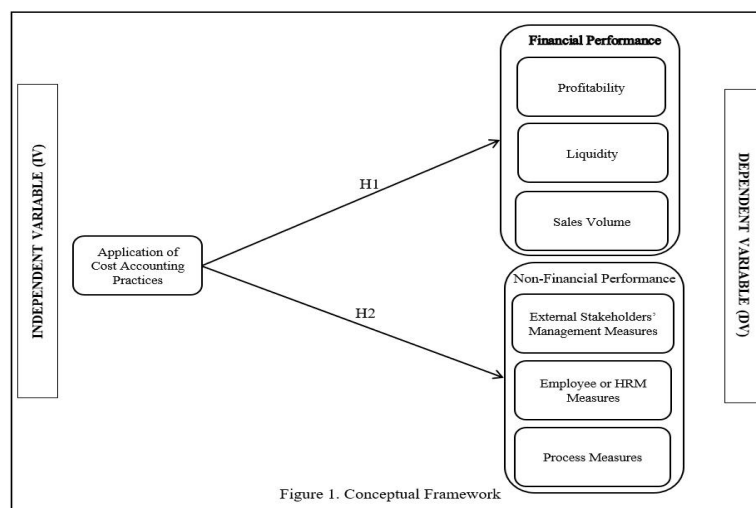 INDEPENDENT VARIABLE (IV)
Application of
Cost Accounting
Practices
H1
H2
Financial Performance
Profitability
Liquidity
Sales Volume
Non-Financial Performance
External Stakeholders’
Management Measures
Employee or HRM
Measures
Process Measures
DEPENDENT VARIABLE (DV)
Figure 1. Conceptual Framework